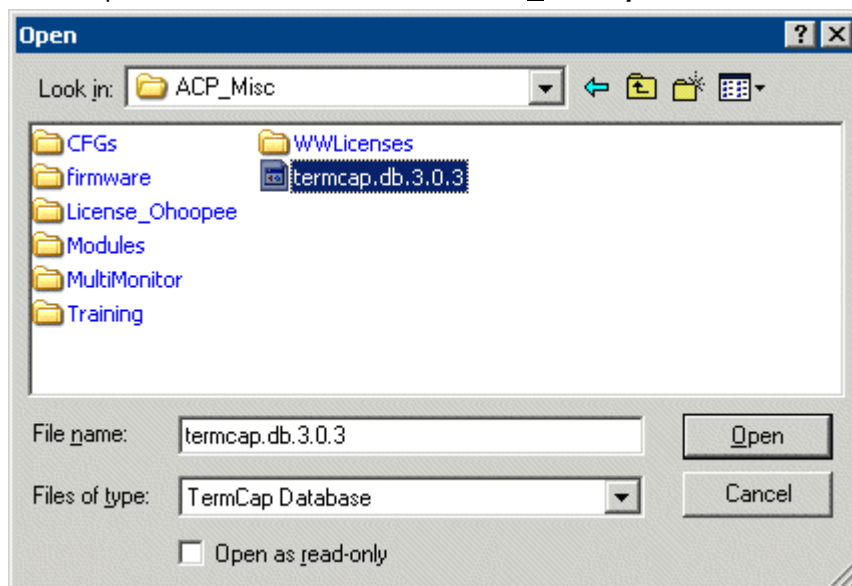 Open
Look in: ACP_Misc
CFGs WWLicenses
firmware termcap.db.3.0.3
License_Ohoopee
Modules
MultiMonitor
Training
File name: termcap.db.3.0.3 Open
Files of type: TermCap Database Cancel
Open as read-only